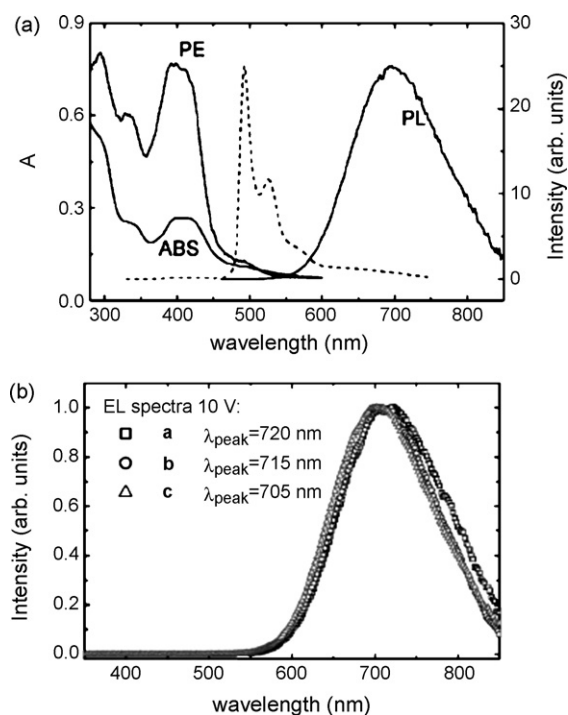 (a)
0.9
0.6
0.3
0.0
A
PE
ABS
PL
30
25
20
15
10
5
0
Intensity (arb. units)
300 400 500 600 700 800
wavelength (nm)
(b)
1.0
0.8
0.6
0.4
0.2
0.0
Intensity (arb. units)
EL spectra 10 V:
a λpeak=720 nm
b λpeak=715 nm
c λpeak=705 nm
400 500 600 700 800
wavelength (nm)